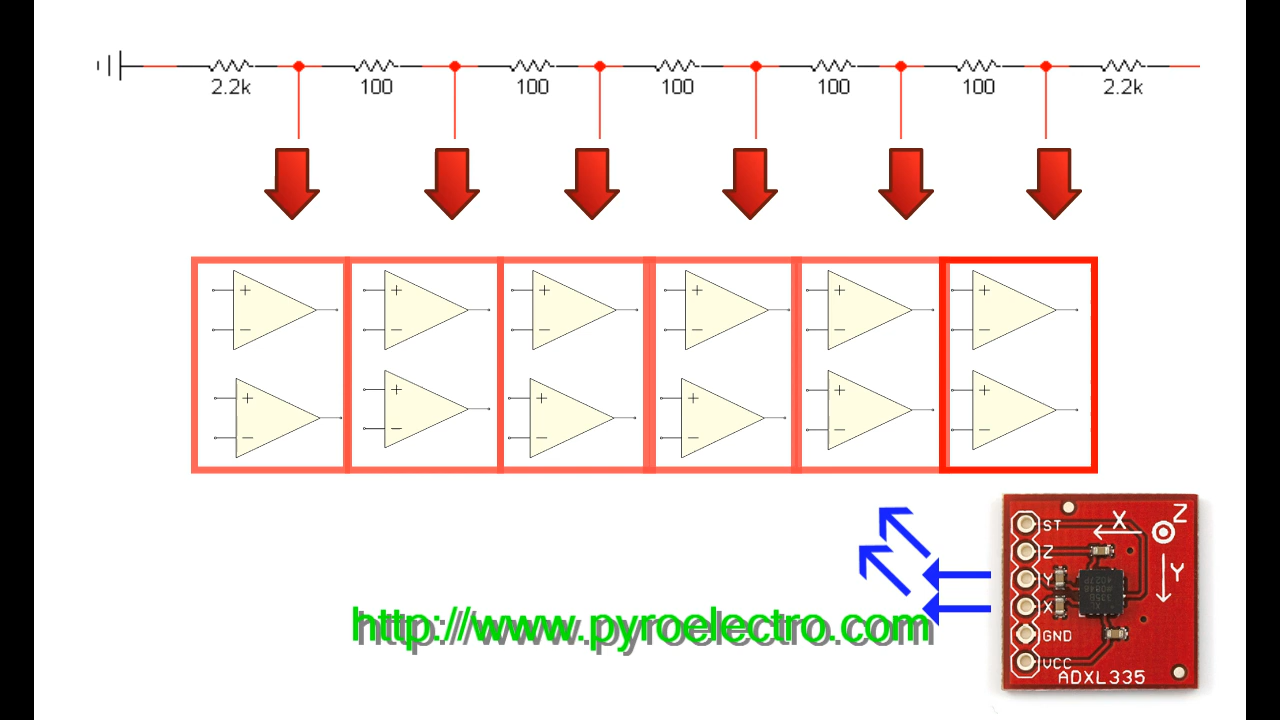 2.2k 100 100 100 100 100 2.2k
ST
Z
Y
X
GND
VCC
X
Z
Y
ADXL335
http://www.pyroelectro.com